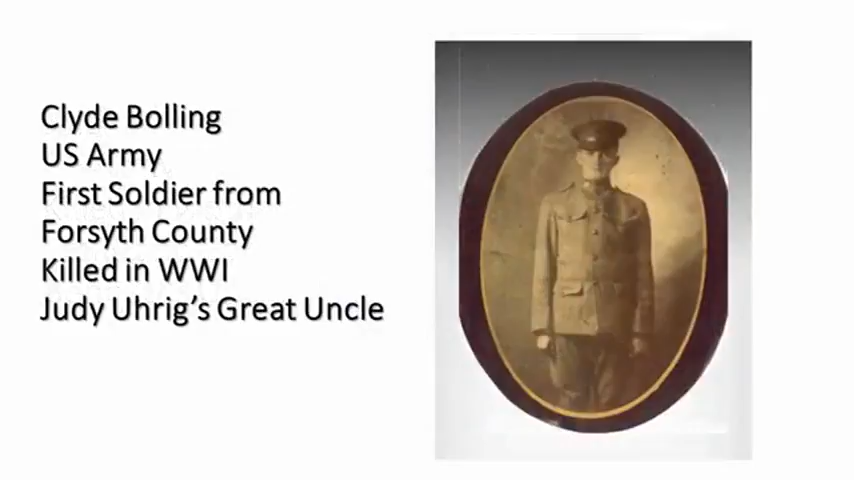 Clyde Bolling
US Army
First Soldier from
Forsyth County
Killed in WWI
Judy Uhrig’s Great Uncle